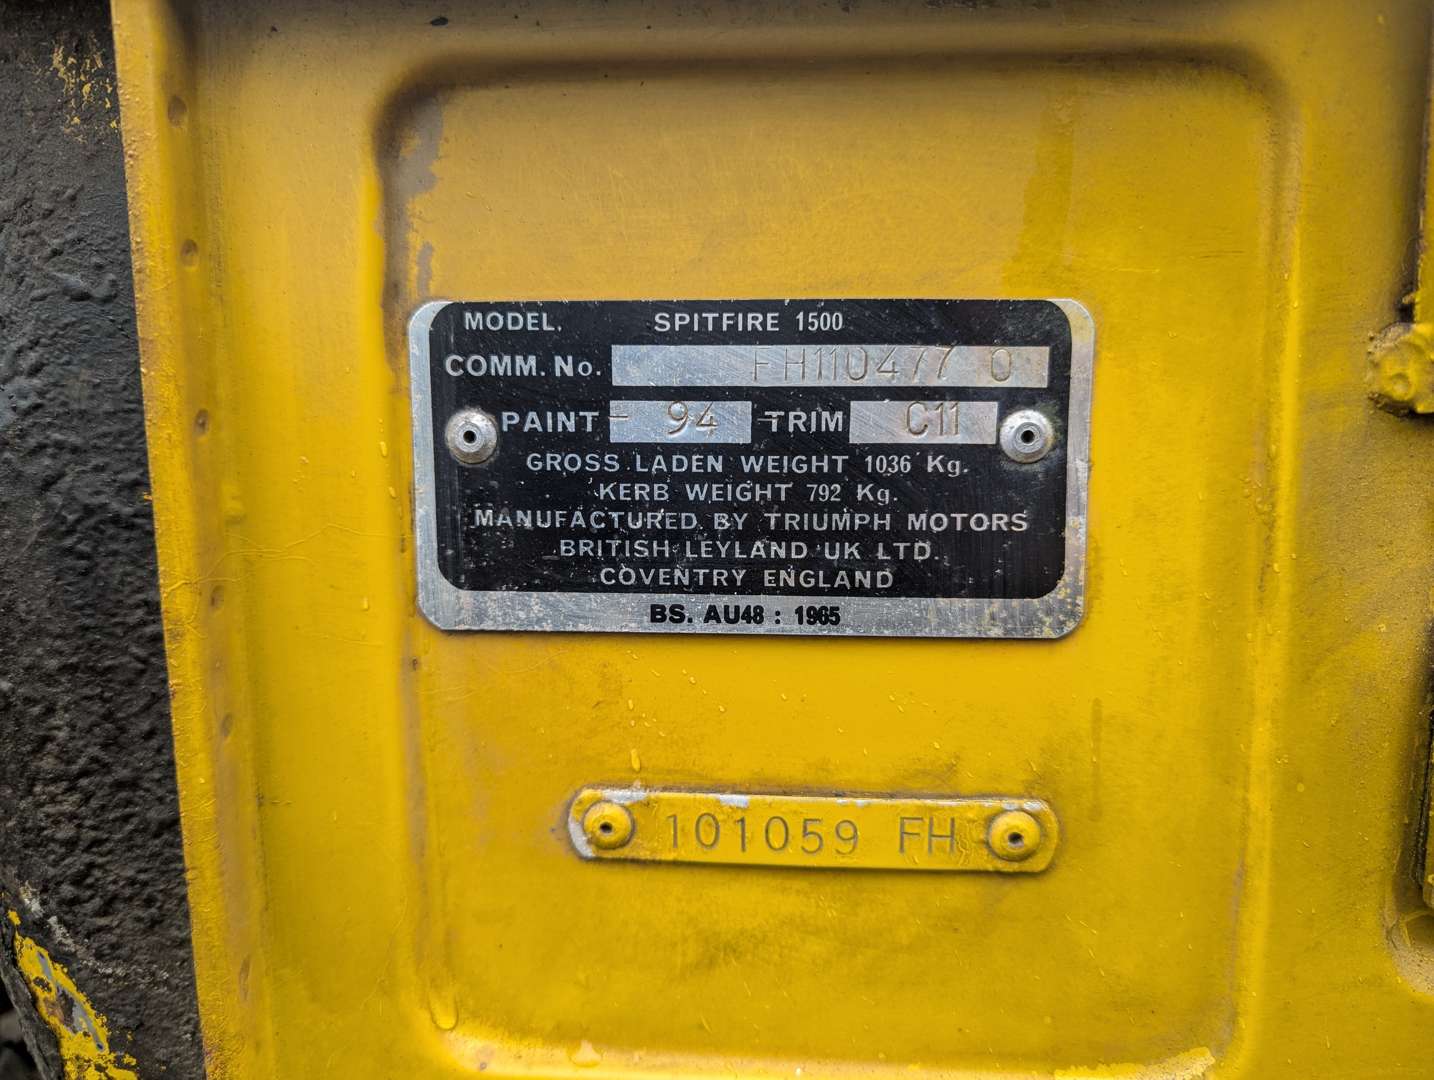 MODEL. SPITFIRE 1500
COMM. No. FH110477 O
PAINT - 94 - TRIM C11
GROSS LADEN WEIGHT 1036 Kg.
KERB WEIGHT 792 Kg.
MANUFACTURED BY TRIUMPH MOTORS
BRITISH LEYLAND UK LTD.
COVENTRY ENGLAND
BS. AU48 : 1965
101059 FH